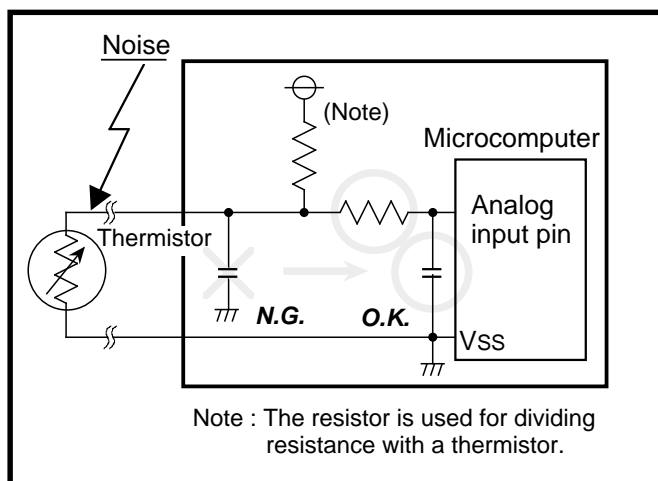 Noise
(Note)
Microcomputer
Analog
input pin
Thermistor
N.G.
O.K.
VSS
Note : The resistor is used for dividing
resistance with a thermistor.